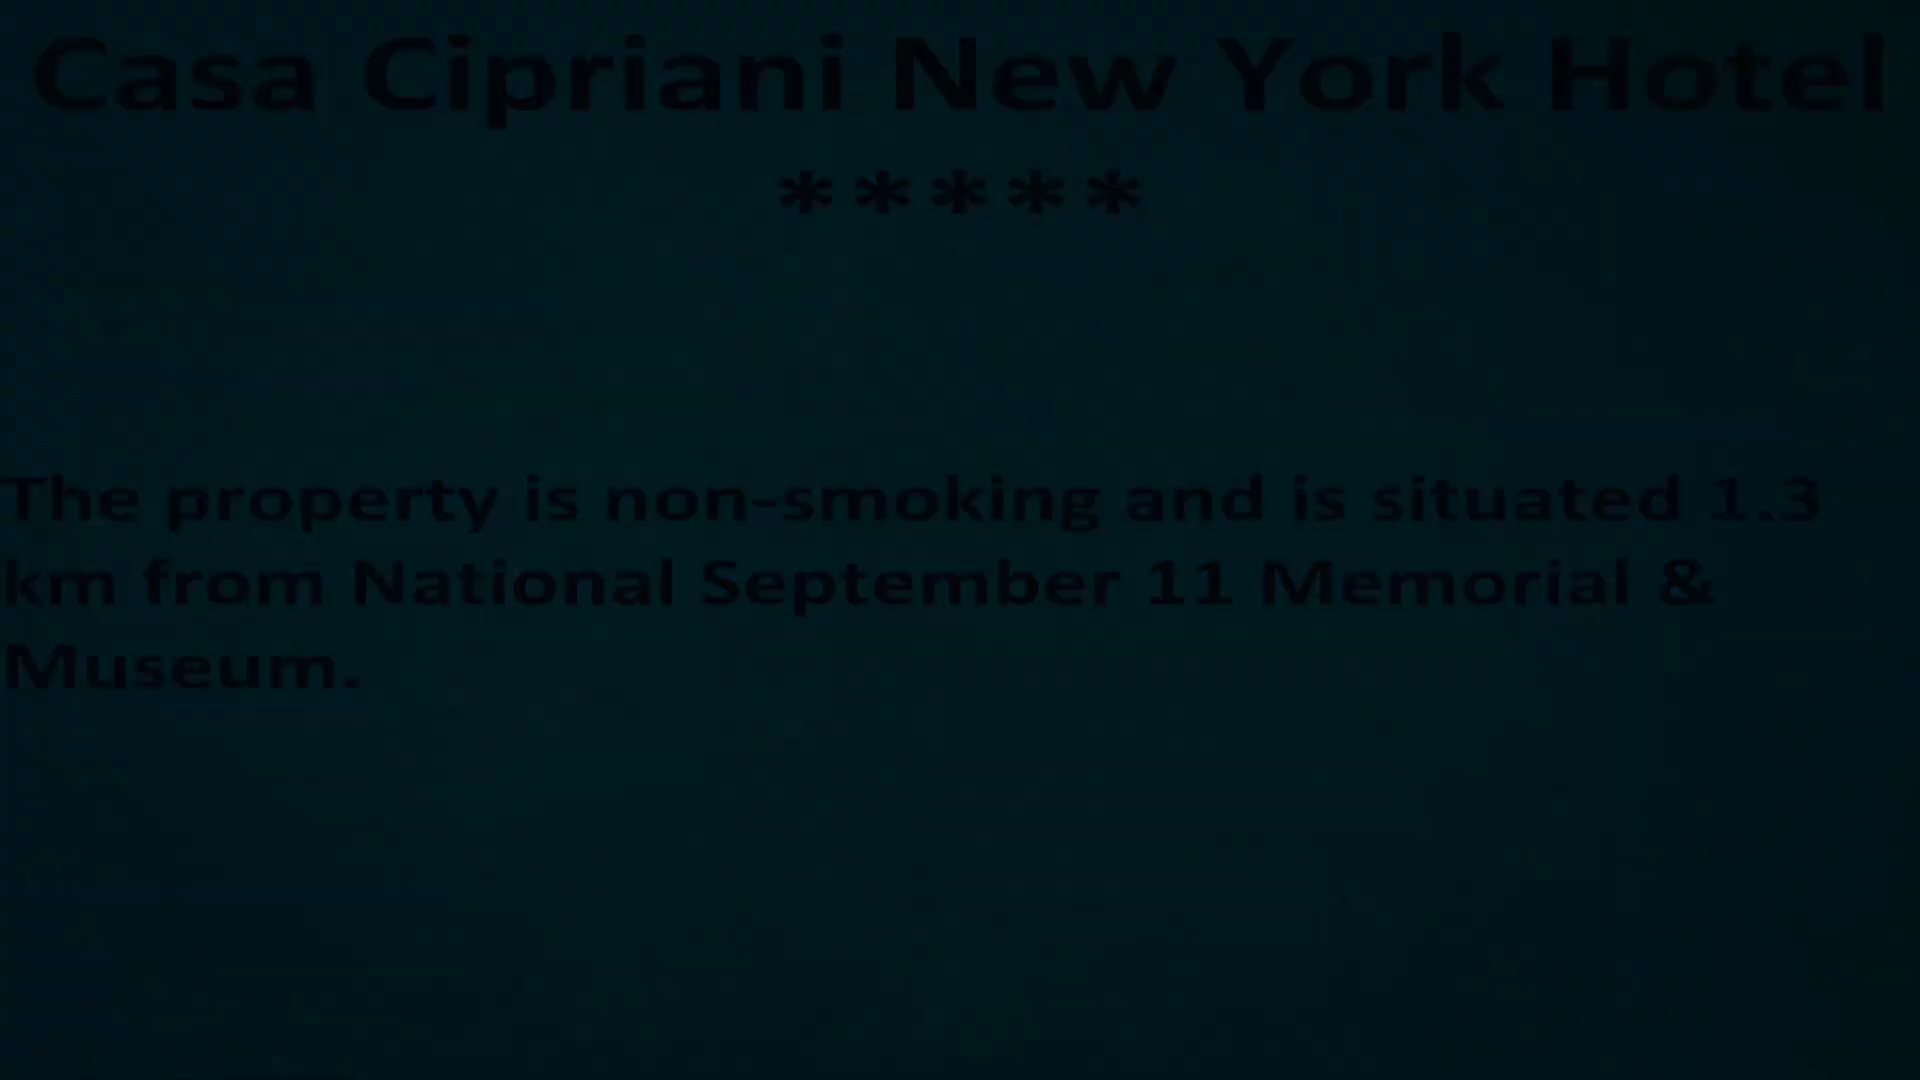 Casa Cipriani New York Hotel
*****
The property is non-smoking and is situated 1.3
km from National September 11 Memorial &
Museum.